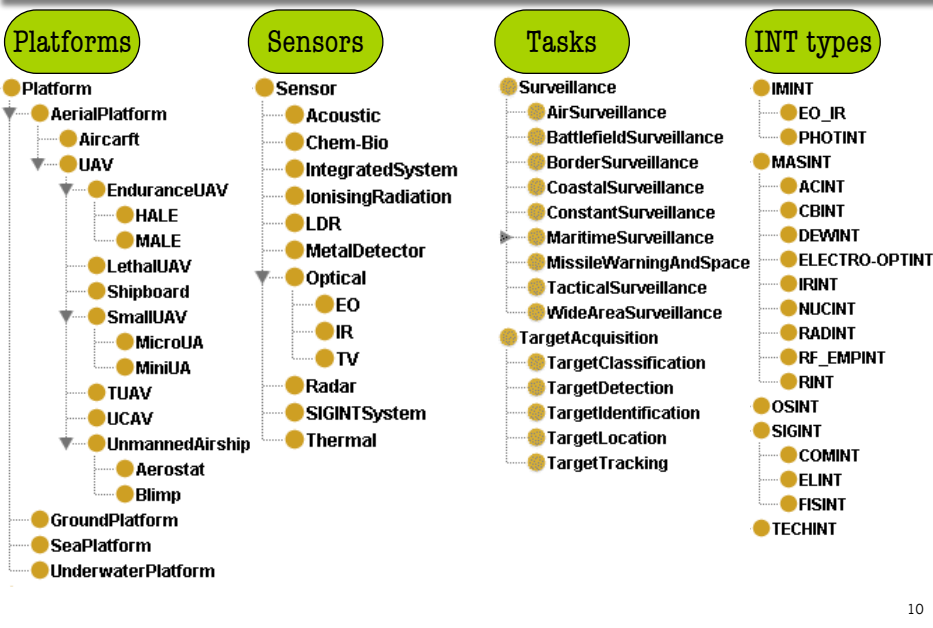 Platforms
Platform
AerialPlatform
Aircarft
UAV
EnduranceUAV
HALE
MALE
LethalUAV
Shipboard
SmallUAV
MicroUA
MiniUA
TUAV
UCAV
UnmannedAirship
Aerostat
Blimp
GroundPlatform
SeaPlatform
UnderwaterPlatform
Sensors
Sensor
Acoustic
Chem-Bio
IntegratedSystem
IonisingRadiation
LDR
MetalDetector
Optical
EO
IR
TV
Radar
SIGINTSystem
Thermal
Tasks
Surveillance
AirSurveillance
BattlefieldSurveillance
BorderSurveillance
CoastalSurveillance
ConstantSurveillance
MaritimeSurveillance
MissileWarningAndSpace
TacticalSurveillance
WideAreaSurveillance
TargetAcquisition
TargetClassification
TargetDetection
TargetIdentification
TargetLocation
TargetTracking
INT types
IMINT
EO_IR
PHOTINT
MASINT
ACINT
CBINT
DEWINT
ELECTRO-OPTINT
IRINT
NUCINT
RADINT
RF_EMPINT
RINT
OSINT
SIGINT
COMINT
ELINT
FISINT
TECHINT
10